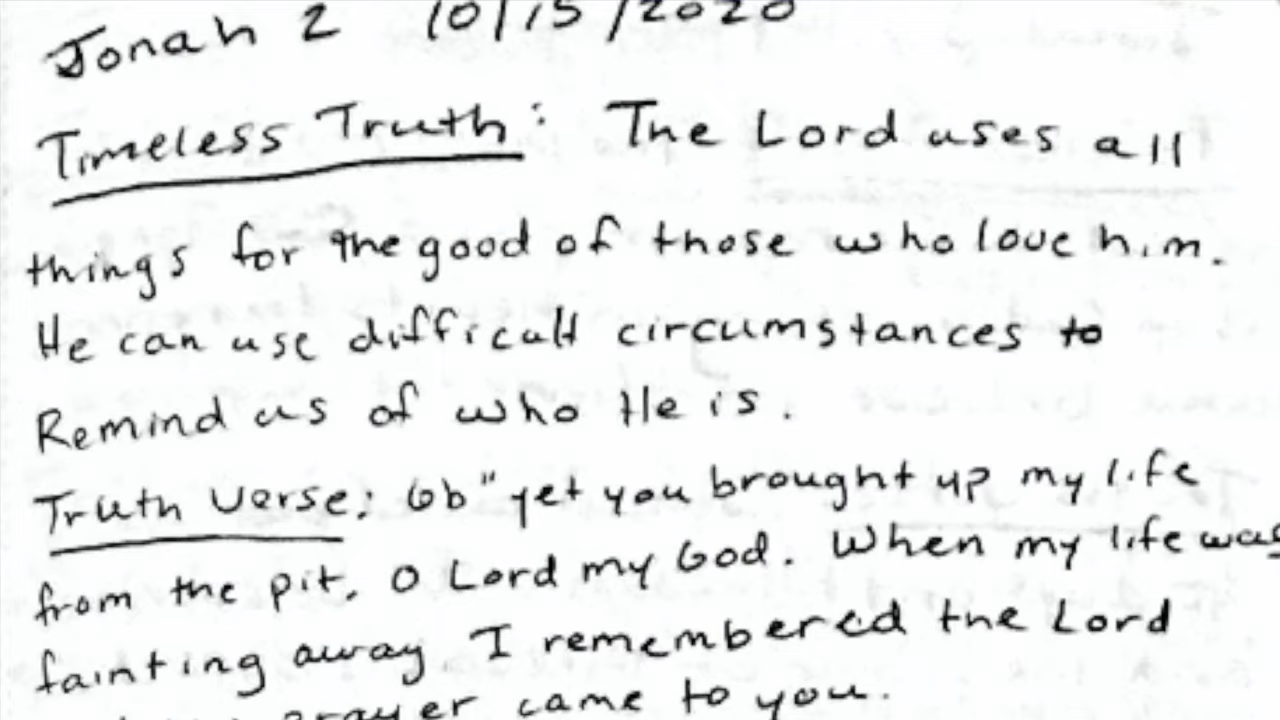 Jonah 2 10/15/2020
Timeless Truth: The Lord uses all
things for the good of those who love him.
He can use difficult circumstances to
Remind us of who He is.
Truth Verse: 6b "yet you brought up my life
from the pit, O Lord my God. When my life was
fainting away I remembered the Lord
prayer came to you.